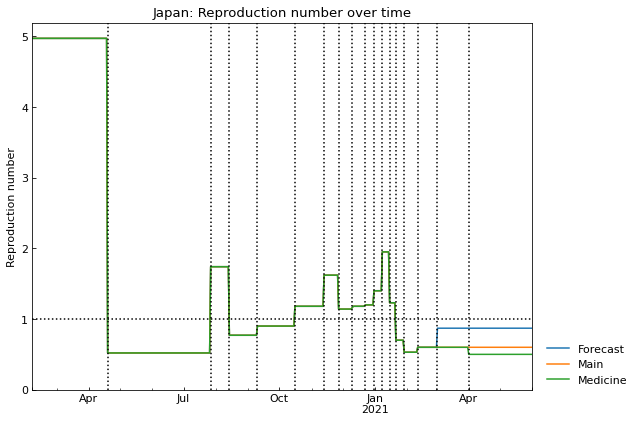 Japan: Reproduction number over time
Reproduction number
5
4
3
2
1
0
Apr
Jul
Oct
Jan
2021
Apr
Forecast
Main
Medicine